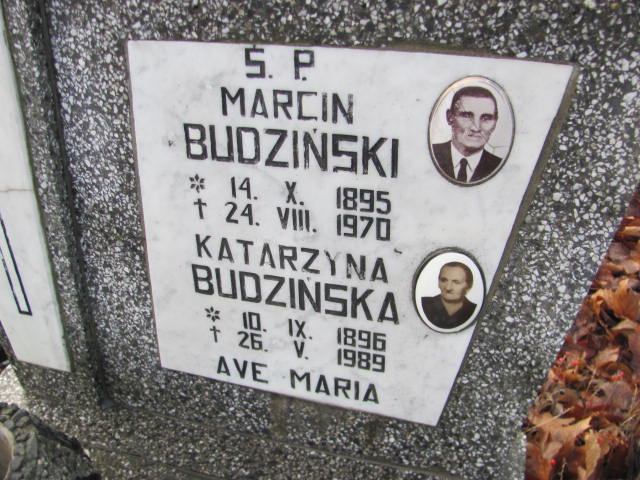 Ś. P.
MARCIN
BUDZIŃSKI
* 14. X. 1895
† 24. VIII. 1970
KATARZYNA
BUDZIŃSKA
* 10. IX. 1896
† 26. V. 1989
AVE MARIA